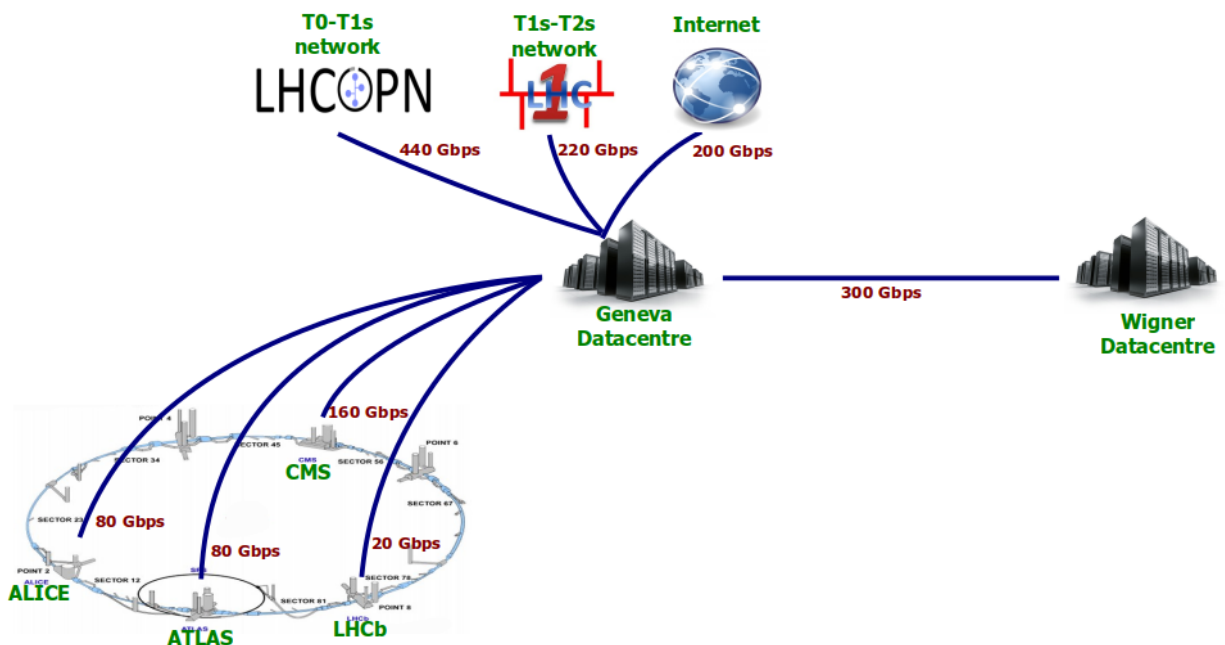 T0-T1s
network
LHCOPN
T1s-T2s
network
LHC
1
Internet
440 Gbps
220 Gbps
200 Gbps
Geneva
Datacentre
300 Gbps
Wigner
Datacentre
160 Gbps
POINT 4
SECTOR 45
CMS
CMS
SECTOR 56
POINT 6
SECTOR 34
SECTOR 23
SECTOR 67
80 Gbps
80 Gbps
20 Gbps
POINT 2
ALICE
ALICE
SECTOR 12
SPS
SECTOR 81
SECTOR 78
POINT 8
LHCb
LHCb
ATLAS
ATLAS